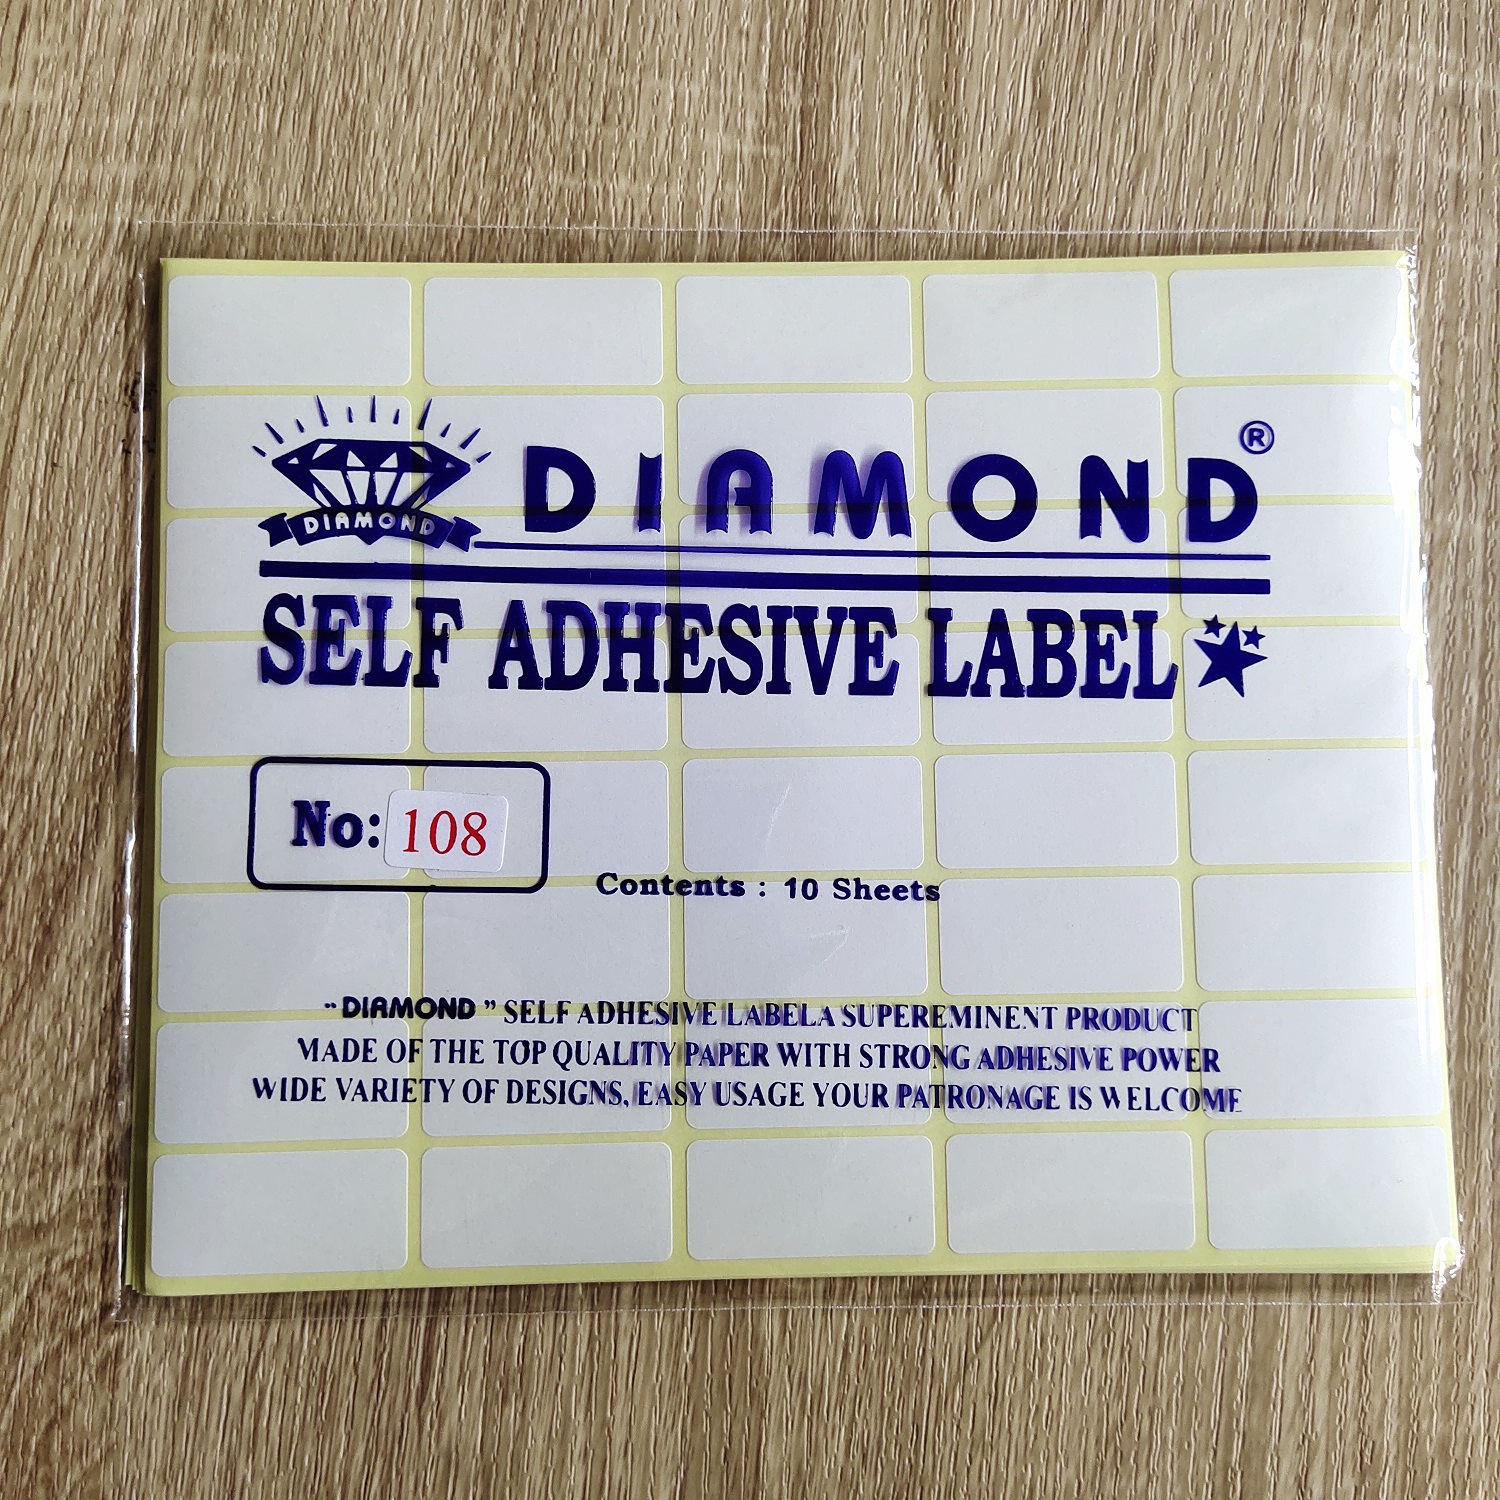 DIAMOND
DIAMOND®
SELF ADHESIVE LABEL
No: 108
Contents : 10 Sheets
"DIAMOND" SELF ADHESIVE LABEL A SUPEREMINENT PRODUCT
MADE OF THE TOP QUALITY PAPER WITH STRONG ADHESIVE POWER
WIDE VARIETY OF DESIGNS, EASY USAGE YOUR PATRONAGE IS WELCOME